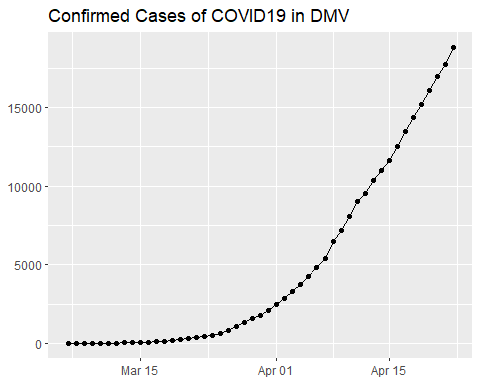 Confirmed Cases of COVID19 in DMV
15000
10000
5000
0
Mar 15
Apr 01
Apr 15